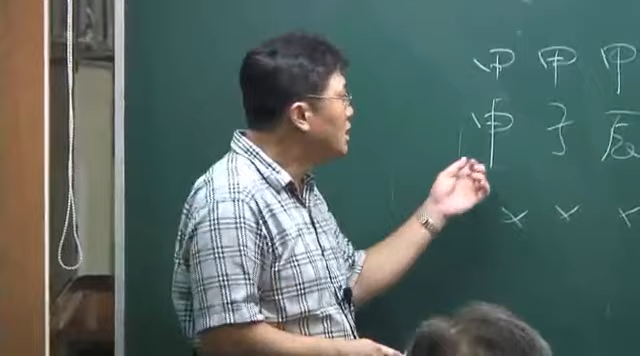 甲 甲 甲
申 子 辰
× × ×